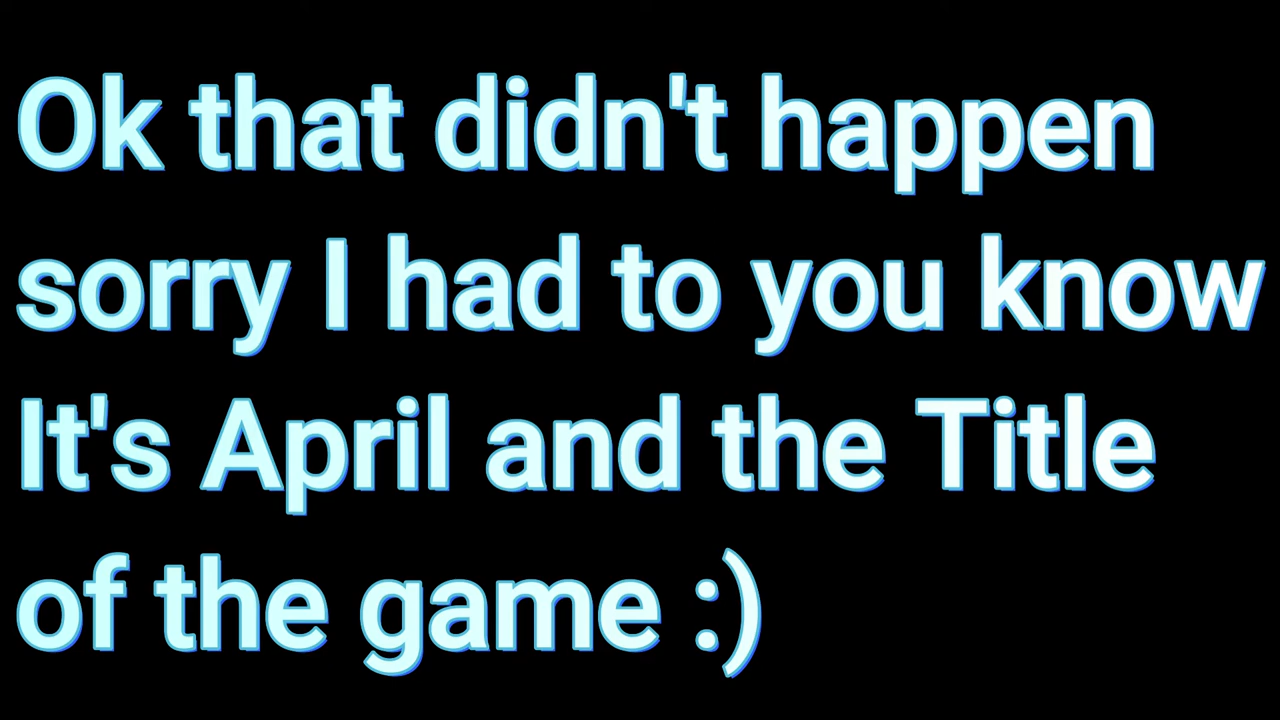 Ok that didn't happen
sorry I had to you know
It's April and the Title
of the game :)